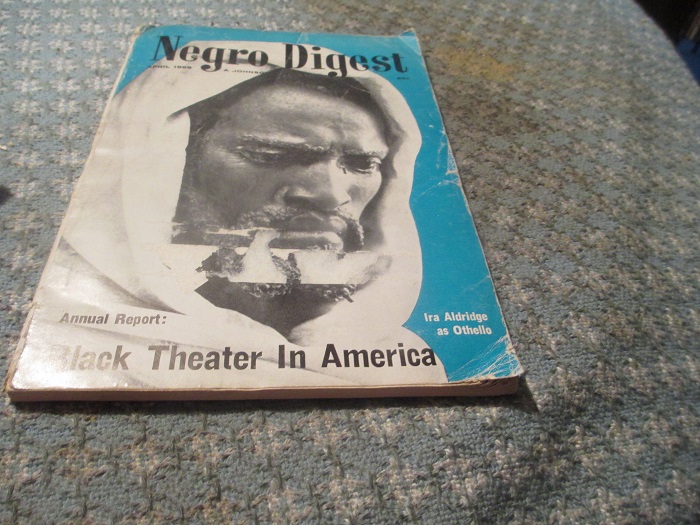 Negro Digest
Annual Report:
Black Theater In America
Ira Aldridge
as Othello